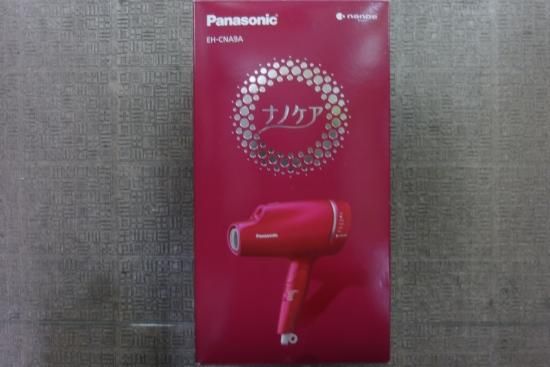 Panasonic
nanoe
EH-CNA9A
ナノケア
Panasonic